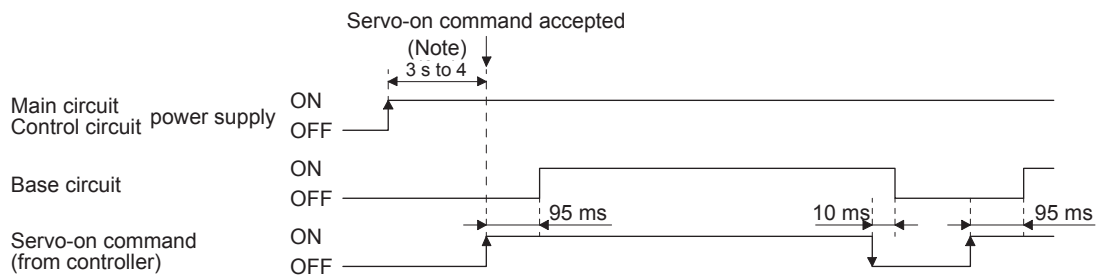 Servo-on command accepted
(Note)
3 s to 4
Main circuit
Control circuit power supply
ON
OFF
Base circuit
ON
OFF
95 ms
10 ms
95 ms
Servo-on command
(from controller)
ON
OFF